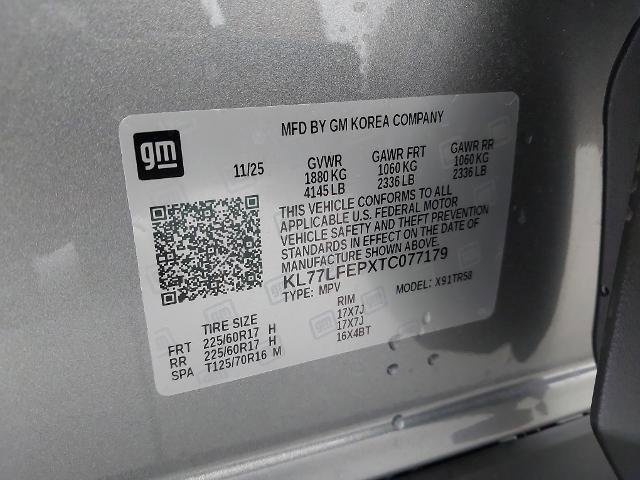 MFD BY GM KOREA COMPANY
gm
11/25 GVWR GAWR FRT GAWR RR
1880 KG 1060 KG 1060 KG
4145 LB 2336 LB 2336 LB
THIS VEHICLE CONFORMS TO ALL
APPLICABLE U.S. FEDERAL MOTOR
VEHICLE SAFETY AND THEFT PREVENTION
STANDARDS IN EFFECT ON THE DATE OF
MANUFACTURE SHOWN ABOVE.
KL77LFEPXTC077179
TYPE: MPV MODEL: X91TR58
TIRE SIZE RIM
FRT 225/60R17 H 17X7J
RR 225/60R17 H 17X7J
SPA T125/70R16 M 16X4BT